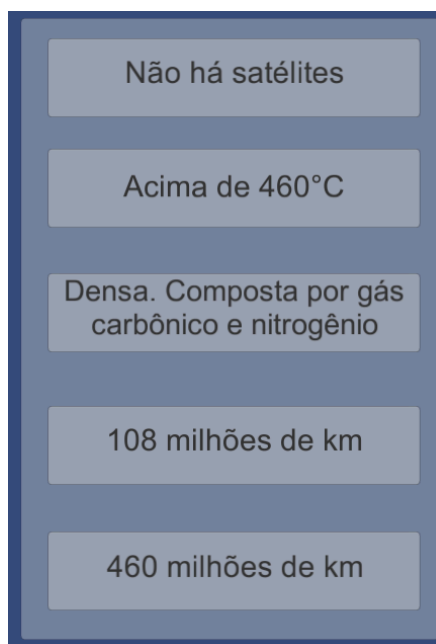 Não há satélites
Acima de 460°C
Densa. Composta por gás
carbônico e nitrogênio
108 milhões de km
460 milhões de km